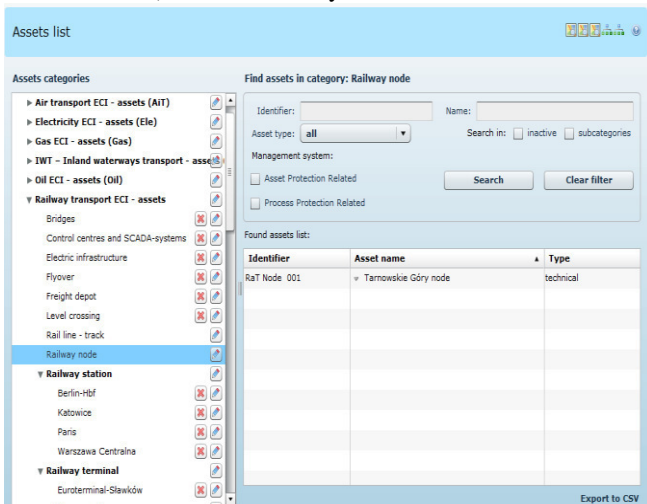 Assets list
Assets categories
Air transport ECI - assets (AiT)
Electricity ECI - assets (Ele)
Gas ECI - assets (Gas)
IWT - Inland waterways transport - assets
Oil ECI - assets (Oil)
Railway transport ECI - assets
Bridges
Control centres and SCADA-systems
Electric infrastructure
Flyover
Freight depot
Level crossing
Rail line - track
Railway node
Railway station
Berlin-Hbf
Katowice
Paris
Warszawa Centralna
Railway terminal
Euroterminal-Sławków
Find assets in category: Railway node
Identifier: Name:
Asset type: all Search in: inactive subcategories
Management system:
Asset Protection Related Search Clear filter
Process Protection Related
Found assets list:
Identifier Asset name Type
RaT Node 001 Tarnowskie Góry node technical
Export to CSV